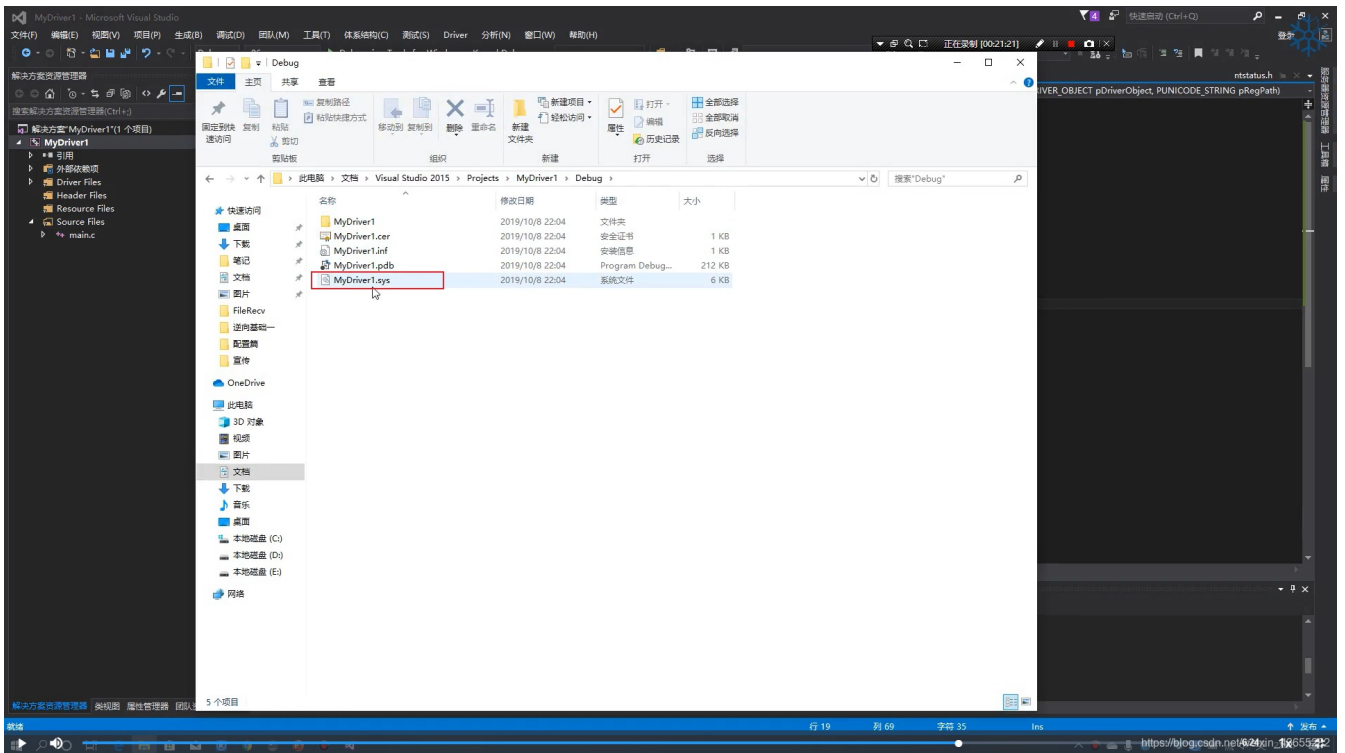 MyDriver1 - Microsoft Visual Studio
快速启动 (Ctrl+Q)
文件(F) 编辑(E) 视图(V) 项目(P) 生成(B) 调试(D) 团队(M) 工具(T) 体系结构(C) 测试(S) Driver 分析(N) 窗口(W) 帮助(H)
正在录制 [00:21:21]
Debug
解决方案资源管理器
搜索解决方案资源管理器(Ctrl+;)
解决方案"MyDriver1"(1 个项目)
MyDriver1
引用
外部依赖项
Driver Files
Header Files
Resource Files
Source Files
main.c
文件 主页 共享 查看
固定到快速访问
复制
粘贴
复制路径
粘贴快捷方式
剪切
移动到 复制到 删除 重命名
新建文件夹
新建项目
轻松访问
属性
打开
编辑
历史记录
全部选择
全部取消
反向选择
剪贴板 组织 新建 打开 选择
此电脑 › 文档 › Visual Studio 2015 › Projects › MyDriver1 › Debug ›
搜索"Debug"
名称 修改日期 类型 大小
MyDriver1 2019/10/8 22:04 文件夹
MyDriver1.cer 2019/10/8 22:04 安全证书 1 KB
MyDriver1.inf 2019/10/8 22:04 安装信息 1 KB
MyDriver1.pdb 2019/10/8 22:04 Program Debug... 212 KB
MyDriver1.sys 2019/10/8 22:04 系统文件 6 KB
快速访问
桌面
下载
笔记
文档
图片
FileRecv
逆向基础一
配置篇
宣传
OneDrive
此电脑
3D 对象
视频
图片
文档
下载
音乐
桌面
本地磁盘 (C:)
本地磁盘 (D:)
本地磁盘 (E:)
网络
5 个项目
ntstatus.h
IVER_OBJECT pDriverObject, PUNICODE_STRING pRegPath)
工具箱
属性
解决方案资源管理器 类视图 属性管理器
就绪
行 19 列 69 字符 35 Ins
发布